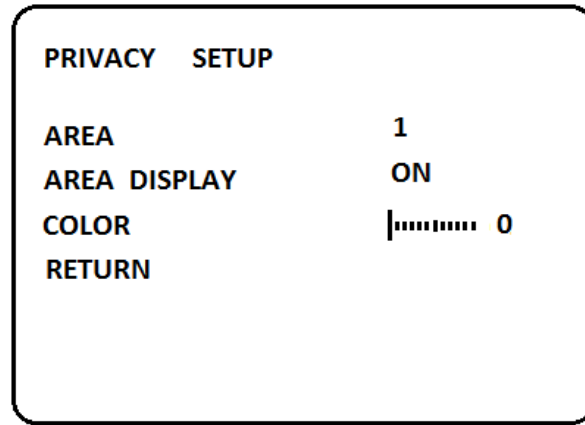 PRIVACY SETUP
AREA 1
AREA DISPLAY ON
COLOR 0
RETURN